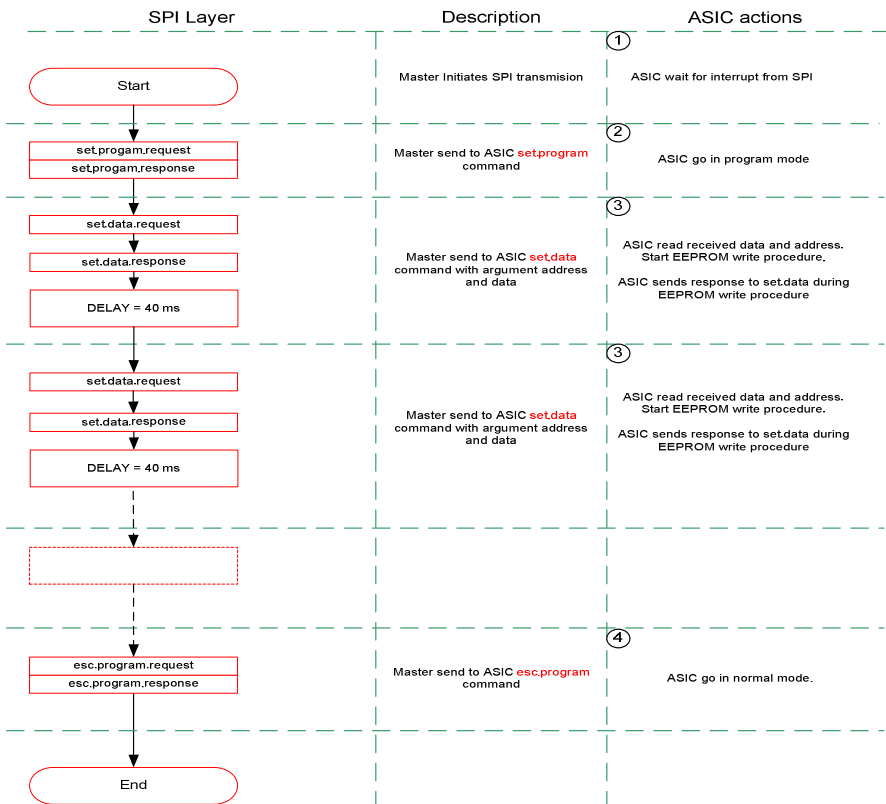 SPI Layer
Description
ASIC actions
1
Start
Master Initiates SPI transmision
ASIC wait for interrupt from SPI
2
set.progam.request
set.progam.response
Master send to ASIC set.program
command
ASIC go in program mode
3
set.data.request
set.data.response
DELAY = 40 ms
Master send to ASIC set.data
command with argument address
and data
ASIC read received data and address.
Start EEPROM write procedure.
ASIC sends response to set.data during
EEPROM write procedure
3
set.data.request
set.data.response
DELAY = 40 ms
Master send to ASIC set.data
command with argument address
and data
ASIC read received data and address.
Start EEPROM write procedure.
ASIC sends response to set.data during
EEPROM write procedure
4
esc.program.request
esc.program.response
Master send to ASIC esc.program
command
ASIC go in normal mode.
End